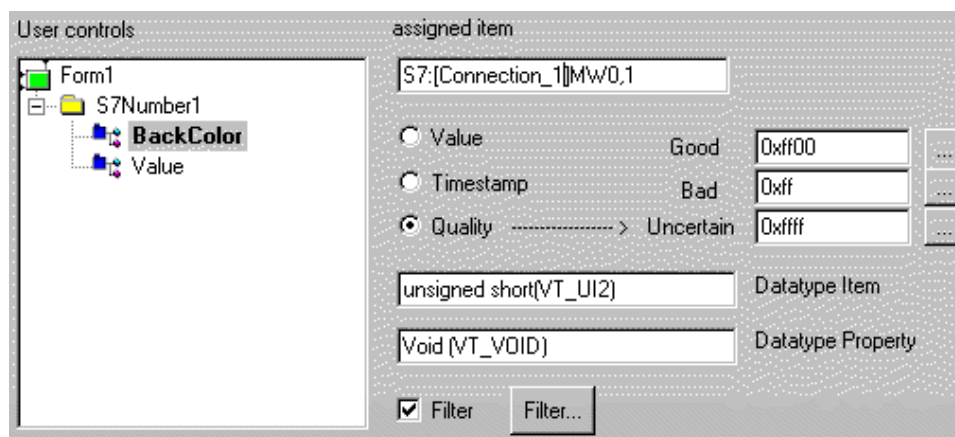 User controls
assigned item
Form1
S7Number1
BackColor
Value
S7:[Connection_1]MW0,1
Value
Good
0xff00
...
Timestamp
Bad
0xff
...
Quality ----------------- > Uncertain
0xffff
...
unsigned short(VT_UI2)
Datatype Item
Void (VT_VOID)
Datatype Property
Filter
Filter...